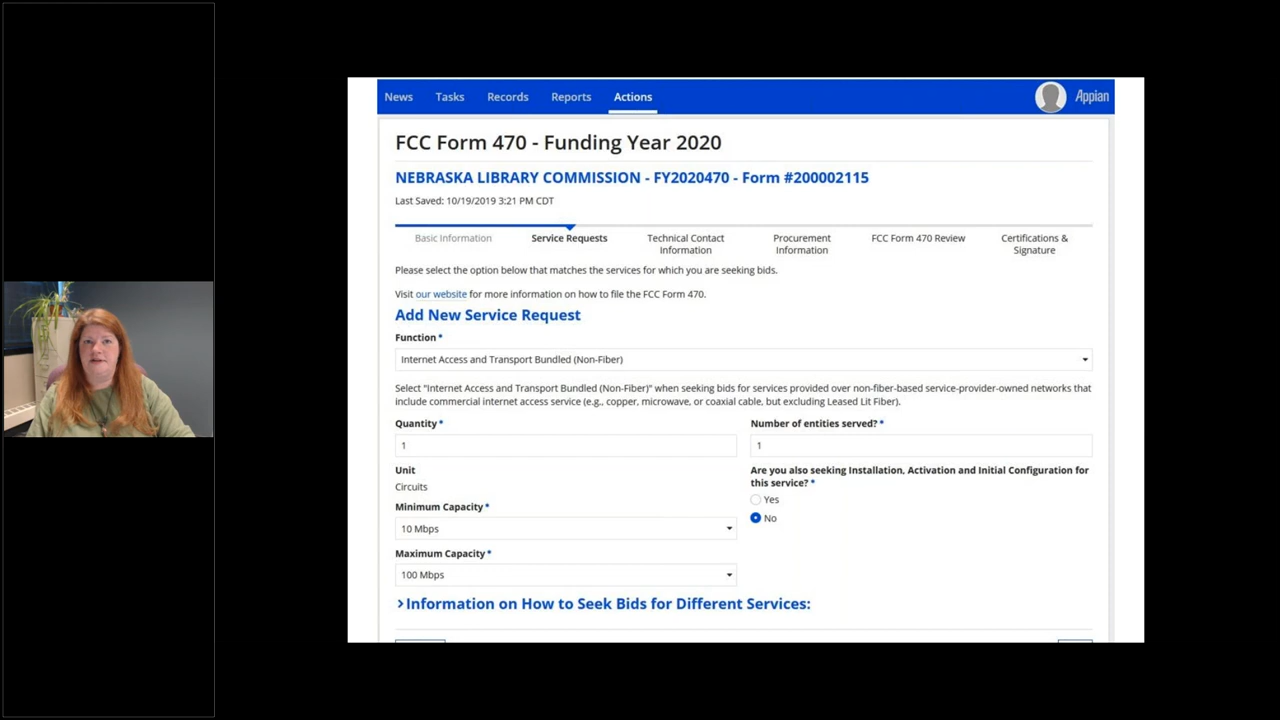 News Tasks Records Reports Actions Appian
FCC Form 470 - Funding Year 2020
NEBRASKA LIBRARY COMMISSION - FY2020470 - Form #200002115
Last Saved: 10/19/2019 3:21 PM CDT
Basic Information
Service Requests
Technical Contact
Information
Procurement
Information
FCC Form 470 Review
Certifications &
Signature
Please select the option below that matches the services for which you are seeking bids.
Visit our website for more information on how to file the FCC Form 470.
Add New Service Request
Function *
Internet Access and Transport Bundled (Non-Fiber)
Select "Internet Access and Transport Bundled (Non-Fiber)" when seeking bids for services provided over non-fiber-based service-provider-owned networks that
include commercial internet access service (e.g., copper, microwave, or coaxial cable, but excluding Leased Lit Fiber).
Quantity *
1
Unit
Circuits
Minimum Capacity *
10 Mbps
Maximum Capacity *
100 Mbps
Number of entities served? *
1
Are you also seeking Installation, Activation and Initial Configuration for
this service? *
Yes
No
>Information on How to Seek Bids for Different Services: